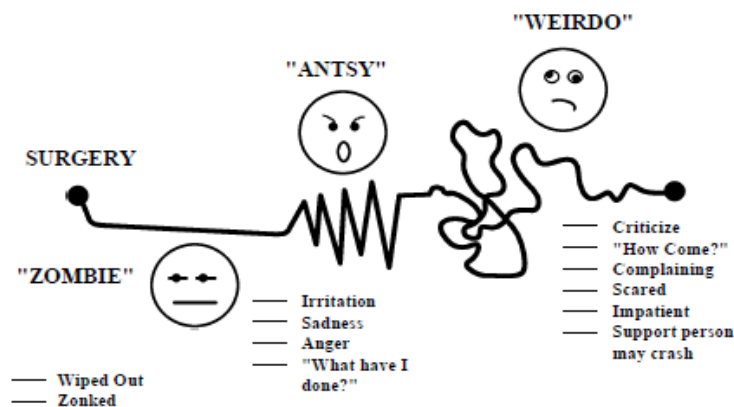 "WEIRDO"
"ANTSY"
SURGERY
"ZOMBIE"
Wiped Out
Zonked
Irritation
Sadness
Anger
"What have I
done?"
Criticize
"How Come?"
Complaining
Scared
Impatient
Support person
may crash